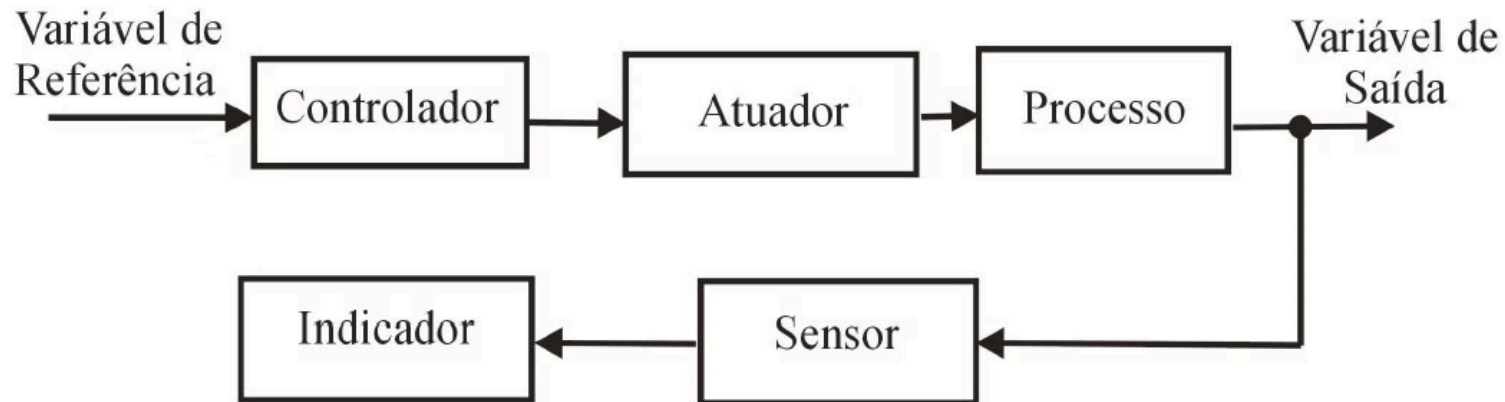 Variável de
Referência
Controlador
Atuador
Processo
Variável de
Saída
Indicador
Sensor